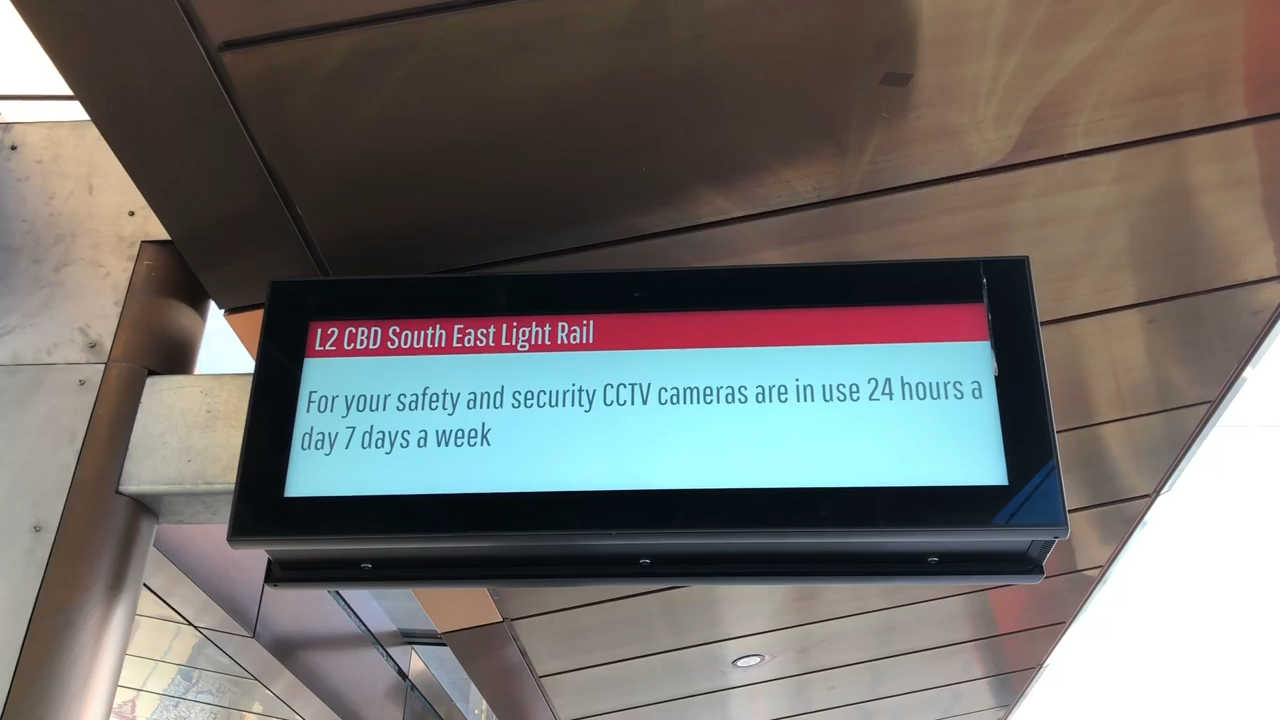 L2 CBD South East Light Rail
For your safety and security CCTV cameras are in use 24 hours a
day 7 days a week